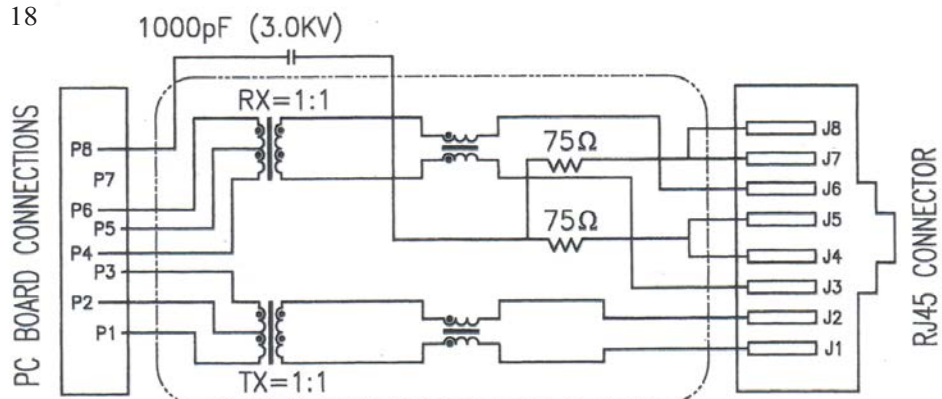 18
1000pF (3.0KV)
RX=1:1
75Ω
75Ω
TX=1:1
PC BOARD CONNECTIONS
P8
P7
P6
P5
P4
P3
P2
P1
J8
J7
J6
J5
J4
J3
J2
J1
RJ45 CONNECTOR